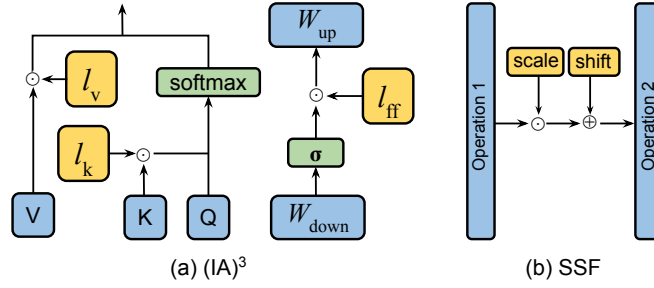 W_up
l_v
softmax
scale
shift
l_ff
Operation 1
Operation 2
l_k
σ
V
K
Q
W_down
(a) (IA)³
(b) SSF